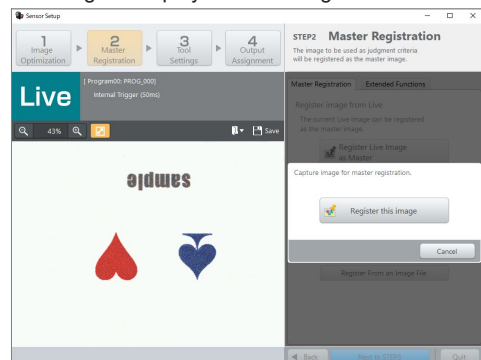 Sensor Setup
1
Image
Optimization
2
Master
Registration
3
Tool
Settings
4
Output
Assignment
STEP2 Master Registration
The image to be used as judgment criteria
will be registered as the master image.
Live
[ Program00: PROG_000)
Internal Trigger (50ms)
43%
Save
sample
Master Registration
Extended Functions
Register image from Live
The current Live image can be registered
as the master image.
Register Live Image
as Master
Capture image for master registration.
Register this image
Cancel
Register From an Image File
Back
Next to STEP3
Quit